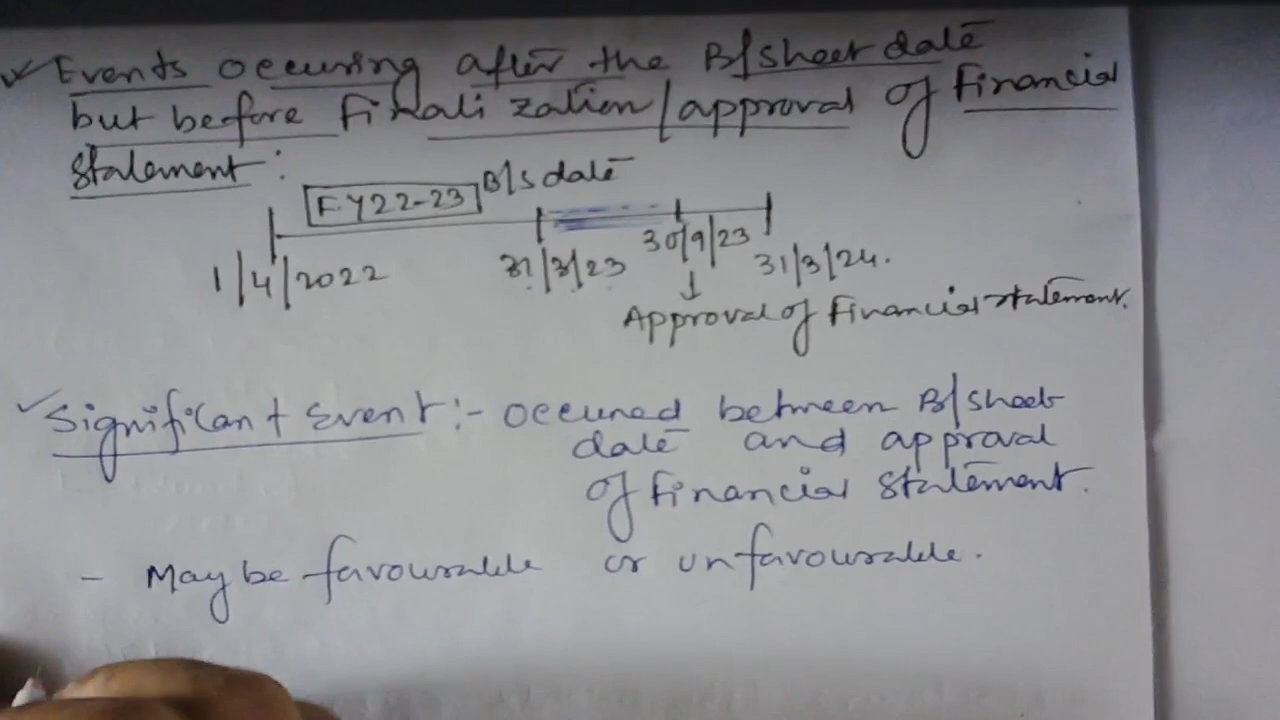 Events occuring after the B/Sheet date
but before finalization/approval of financial
statement:
FY22-23 B/S date
1/4/2022 31/3/23 30/9/23 31/3/24.
↓
Approval of financial statement.
Significant Event:- occured between B/Sheet
date and approval
of financial statement.
- May be favourable or unfavourable.